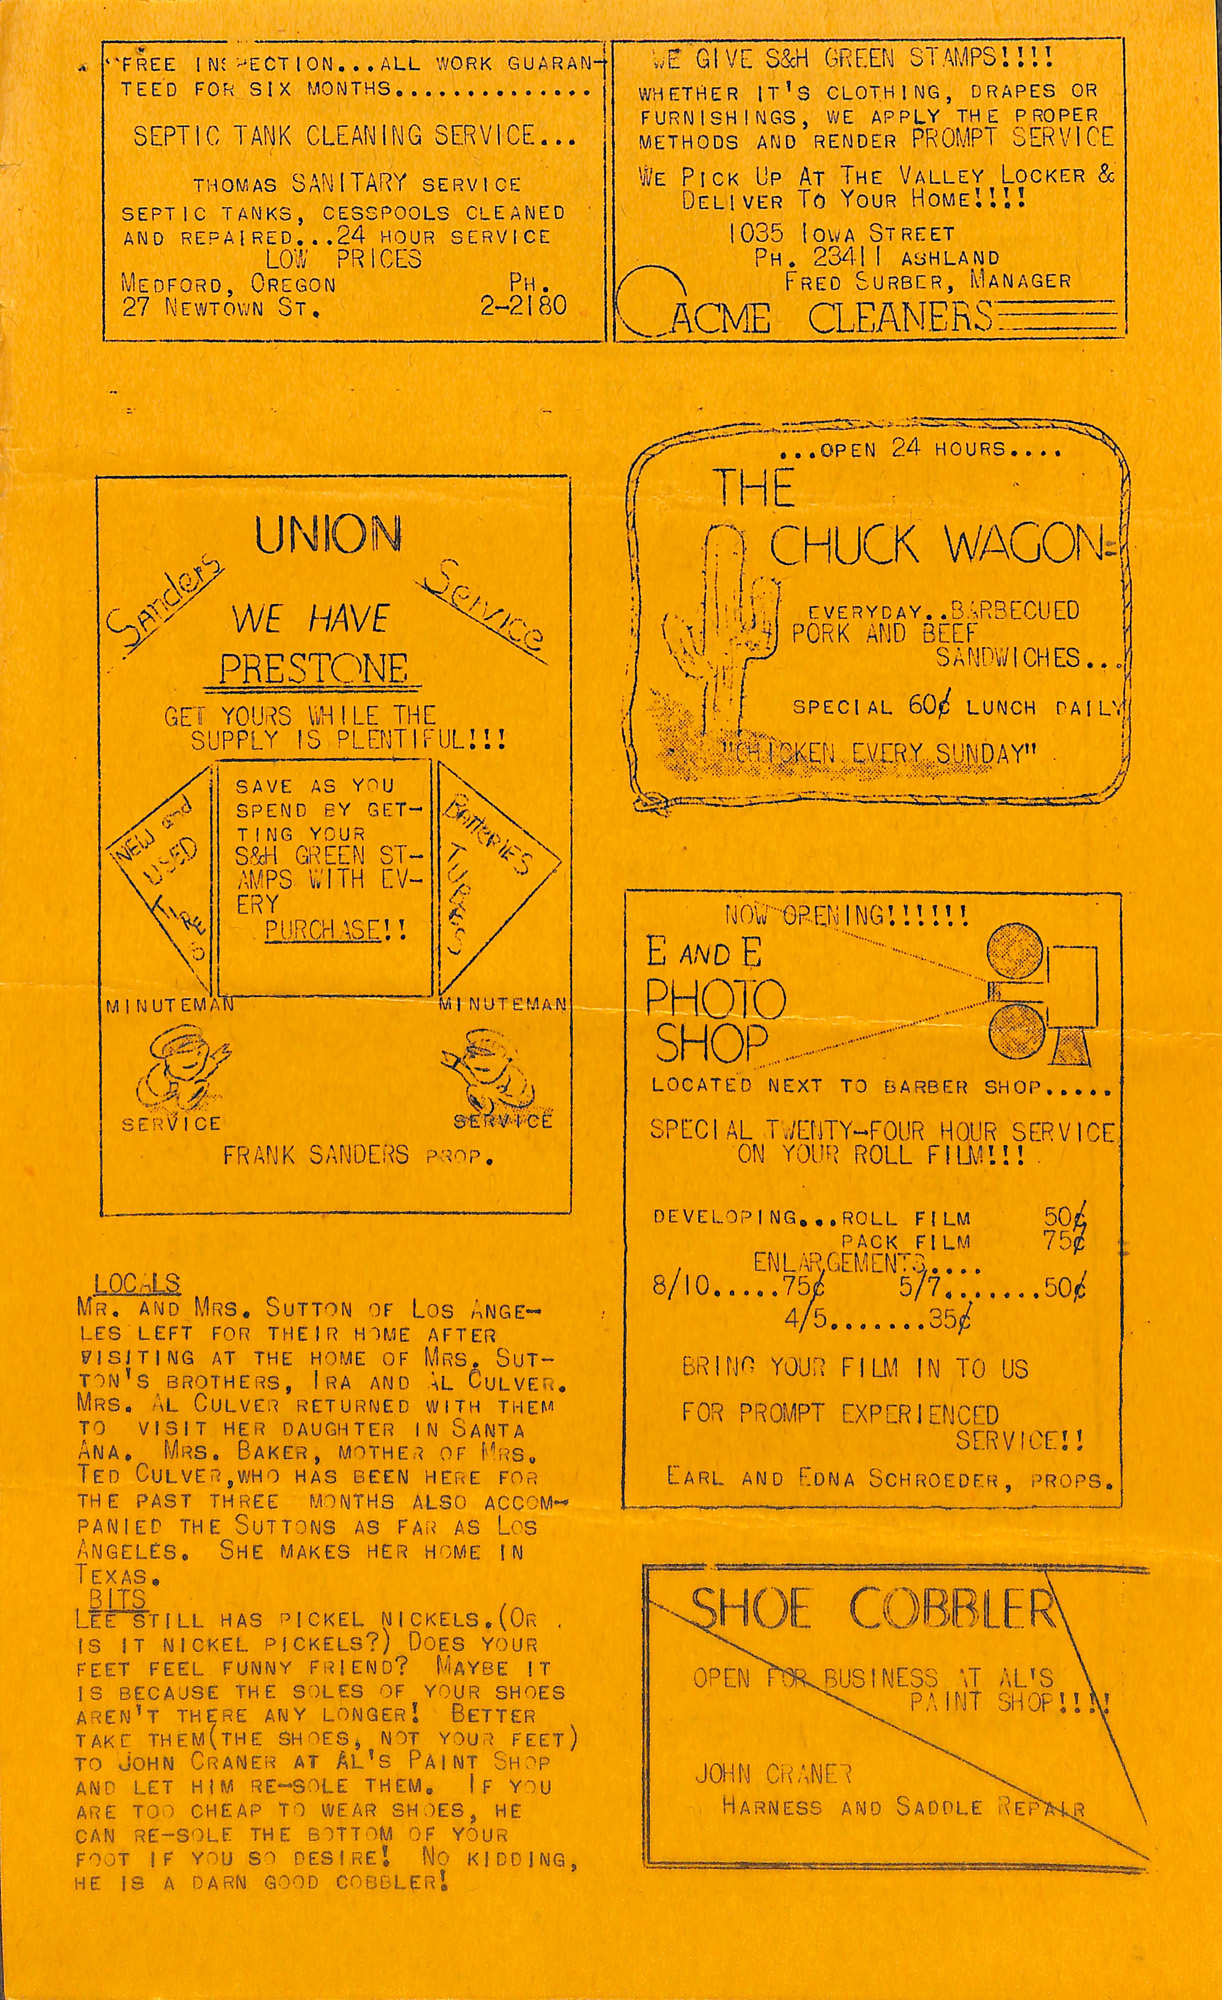 "FREE INSPECTION...ALL WORK GUARAN-
TEED FOR SIX MONTHS..............
SEPTIC TANK CLEANING SERVICE...
THOMAS SANITARY SERVICE
SEPTIC TANKS, CESSPOOLS CLEANED
AND REPAIRED...24 HOUR SERVICE
LOW PRICES
MEDFORD, OREGON PH.
27 NEWTOWN ST. 2-2180
WE GIVE S&H GREEN STAMPS!!!!
WHETHER IT'S CLOTHING, DRAPES OR
FURNISHINGS, WE APPLY THE PROPER
METHODS AND RENDER PROMPT SERVICE
WE PICK UP AT THE VALLEY LOCKER &
DELIVER TO YOUR HOME!!!!
1035 IOWA STREET
PH. 23411 ASHLAND
FRED SURBER, MANAGER
ACME CLEANERS
UNION
Sanders Service
WE HAVE
PRESTONE
GET YOURS WHILE THE
SUPPLY IS PLENTIFUL!!!
NEW and
USED
TIRES
SAVE AS YOU
SPEND BY GET-
TING YOUR
S&H GREEN ST-
AMPS WITH EV-
ERY
PURCHASE!!
BATTERIES
TUBES
MINUTEMAN MINUTEMAN
SERVICE SERVICE
FRANK SANDERS PROP.
...OPEN 24 HOURS....
THE
CHUCK WAGON
EVERYDAY..BARBECUED
PORK AND BEEF
SANDWICHES...
SPECIAL 60¢ LUNCH DAILY
"CHICKEN EVERY SUNDAY"
NOW OPENING!!!!!!
E AND E
PHOTO
SHOP
LOCATED NEXT TO BARBER SHOP.....
SPECIAL TWENTY-FOUR HOUR SERVICE
ON YOUR ROLL FILM!!!
DEVELOPING...ROLL FILM 50¢
PACK FILM 75¢
ENLARGEMENTS....
8/10.....75¢ 5/7.......50¢
4/5.......35¢
BRING YOUR FILM IN TO US
FOR PROMPT EXPERIENCED
SERVICE!!
EARL AND EDNA SCHROEDER, PROPS.
LOCALS
MR. AND MRS. SUTTON OF LOS ANGE-
LES LEFT FOR THEIR HOME AFTER
VISITING AT THE HOME OF MRS. SUT-
TON'S BROTHERS, IRA AND AL CULVER.
MRS. AL CULVER RETURNED WITH THEM
TO VISIT HER DAUGHTER IN SANTA
ANA. MRS. BAKER, MOTHER OF MRS.
TED CULVER,WHO HAS BEEN HERE FOR
THE PAST THREE MONTHS ALSO ACCOM-
PANIED THE SUTTONS AS FAR AS LOS
ANGELES. SHE MAKES HER HOME IN
TEXAS.
BITS
LEE STILL HAS PICKEL NICKELS.(OR
IS IT NICKEL PICKELS?) DOES YOUR
FEET FEEL FUNNY FRIEND? MAYBE IT
IS BECAUSE THE SOLES OF YOUR SHOES
AREN'T THERE ANY LONGER! BETTER
TAKE THEM(THE SHOES, NOT YOUR FEET)
TO JOHN CRANER AT AL'S PAINT SHOP
AND LET HIM RE-SOLE THEM. IF YOU
ARE TOO CHEAP TO WEAR SHOES, HE
CAN RE-SOLE THE BOTTOM OF YOUR
FOOT IF YOU SO DESIRE! NO KIDDING,
HE IS A DARN GOOD COBBLER!
SHOE COBBLER
OPEN FOR BUSINESS AT AL'S
PAINT SHOP!!!!
JOHN CRANER
HARNESS AND SADDLE REPAIR